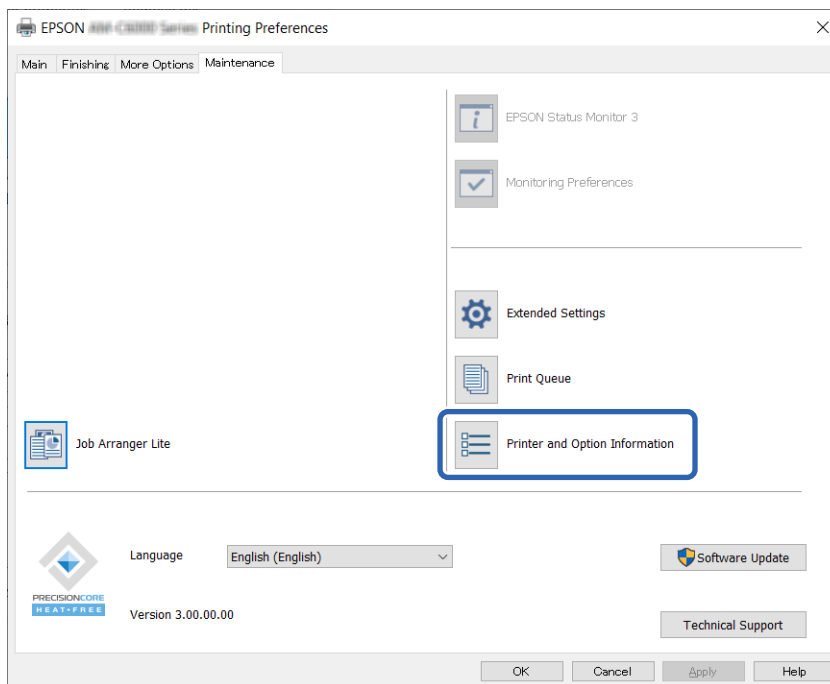 EPSON Series Printing Preferences
Main Finishing More Options Maintenance
EPSON Status Monitor 3
Monitoring Preferences
Extended Settings
Print Queue
Job Arranger Lite
Printer and Option Information
Language
English (English)
Software Update
PRECISIONCORE
HEAT-FREE
Version 3.00.00.00
Technical Support
OK Cancel Apply Help